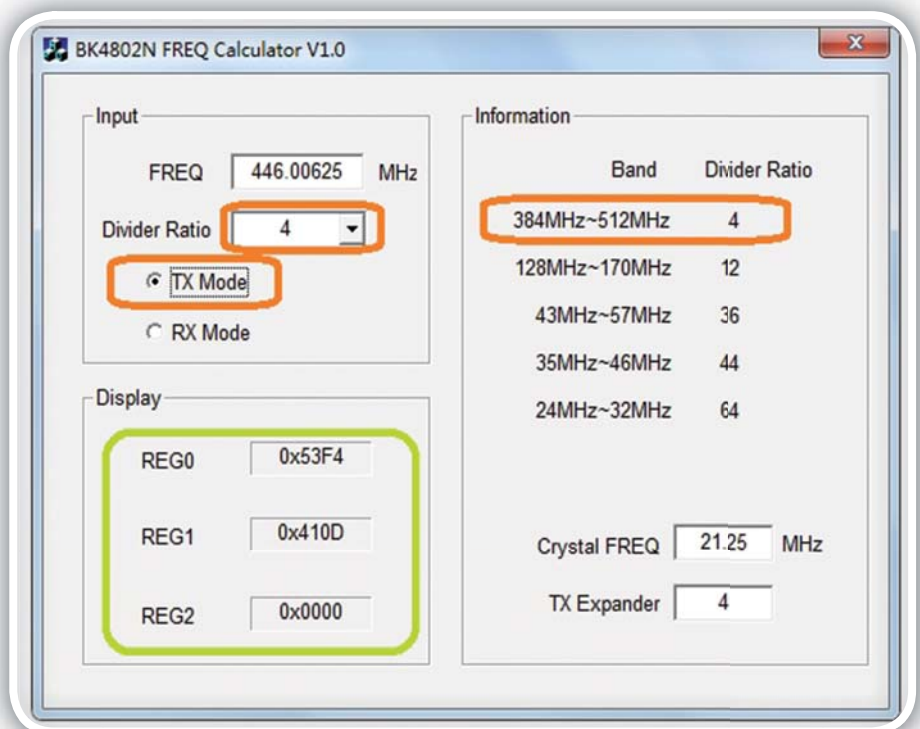 BK4802N FREQ Calculator V1.0
Input
FREQ 446.00625 MHz
Divider Ratio 4
TX Mode
RX Mode
Display
REG0 0x53F4
REG1 0x410D
REG2 0x0000
Information
Band Divider Ratio
384MHz~512MHz 4
128MHz~170MHz 12
43MHz~57MHz 36
35MHz~46MHz 44
24MHz~32MHz 64
Crystal FREQ 21.25 MHz
TX Expander 4